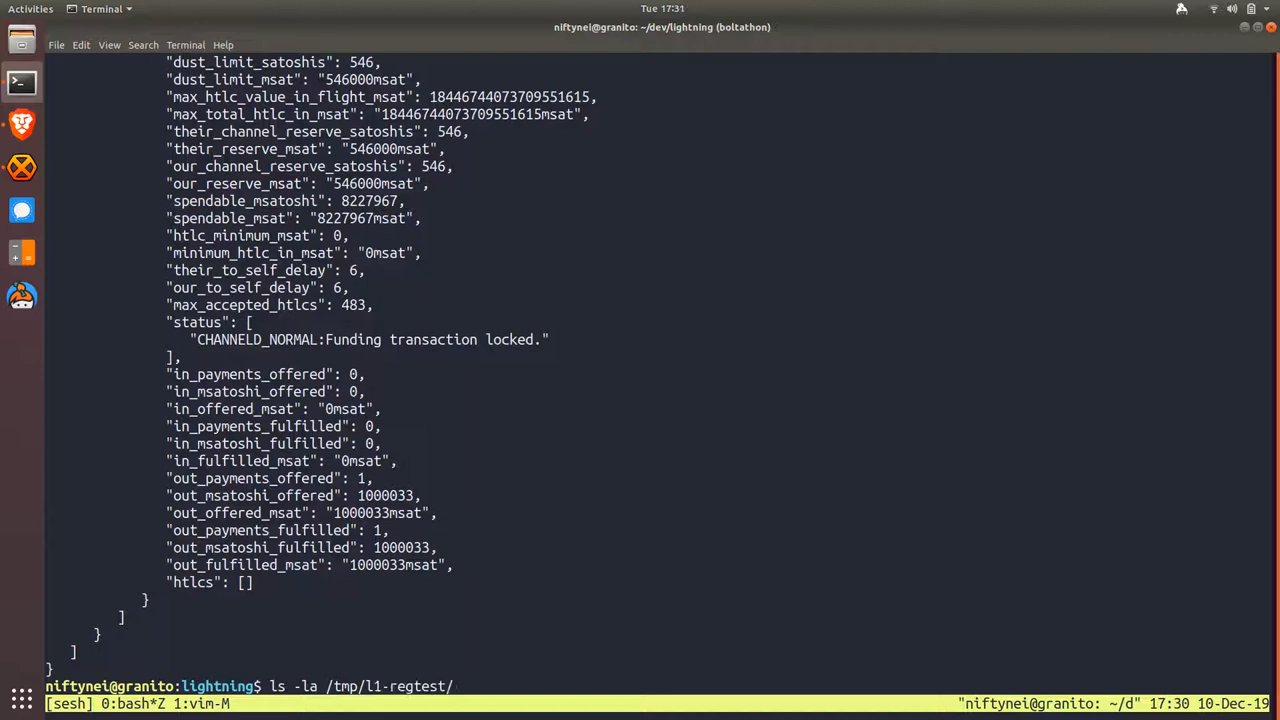 Activities
Terminal
Tue 17:31
niftynei@granito: ~/dev/lightning (boltathon)
File Edit View Search Terminal Help
"dust_limit_satoshis": 546,
"dust_limit_msat": "546000msat",
"max_htlc_value_in_flight_msat": 18446744073709551615,
"max_total_htlc_in_msat": "18446744073709551615msat",
"their_channel_reserve_satoshis": 546,
"their_reserve_msat": "546000msat",
"our_channel_reserve_satoshis": 546,
"our_reserve_msat": "546000msat",
"spendable_msatoshi": 8227967,
"spendable_msat": "8227967msat",
"htlc_minimum_msat": 0,
"minimum_htlc_in_msat": "0msat",
"their_to_self_delay": 6,
"our_to_self_delay": 6,
"max_accepted_htlcs": 483,
"status": [
"CHANNELD_NORMAL:Funding transaction locked."
],
"in_payments_offered": 0,
"in_msatoshi_offered": 0,
"in_offered_msat": "0msat",
"in_payments_fulfilled": 0,
"in_msatoshi_fulfilled": 0,
"in_fulfilled_msat": "0msat",
"out_payments_offered": 1,
"out_msatoshi_offered": 1000033,
"out_offered_msat": "1000033msat",
"out_payments_fulfilled": 1,
"out_msatoshi_fulfilled": 1000033,
"out_fulfilled_msat": "1000033msat",
"htlcs": []
}
]
}
]
}
niftynei@granito:lightning$ ls -la /tmp/l1-regtest/
[sesh] 0:bash*Z 1:vim-M "niftynei@granito: ~/d" 17:30 10-Dec-19